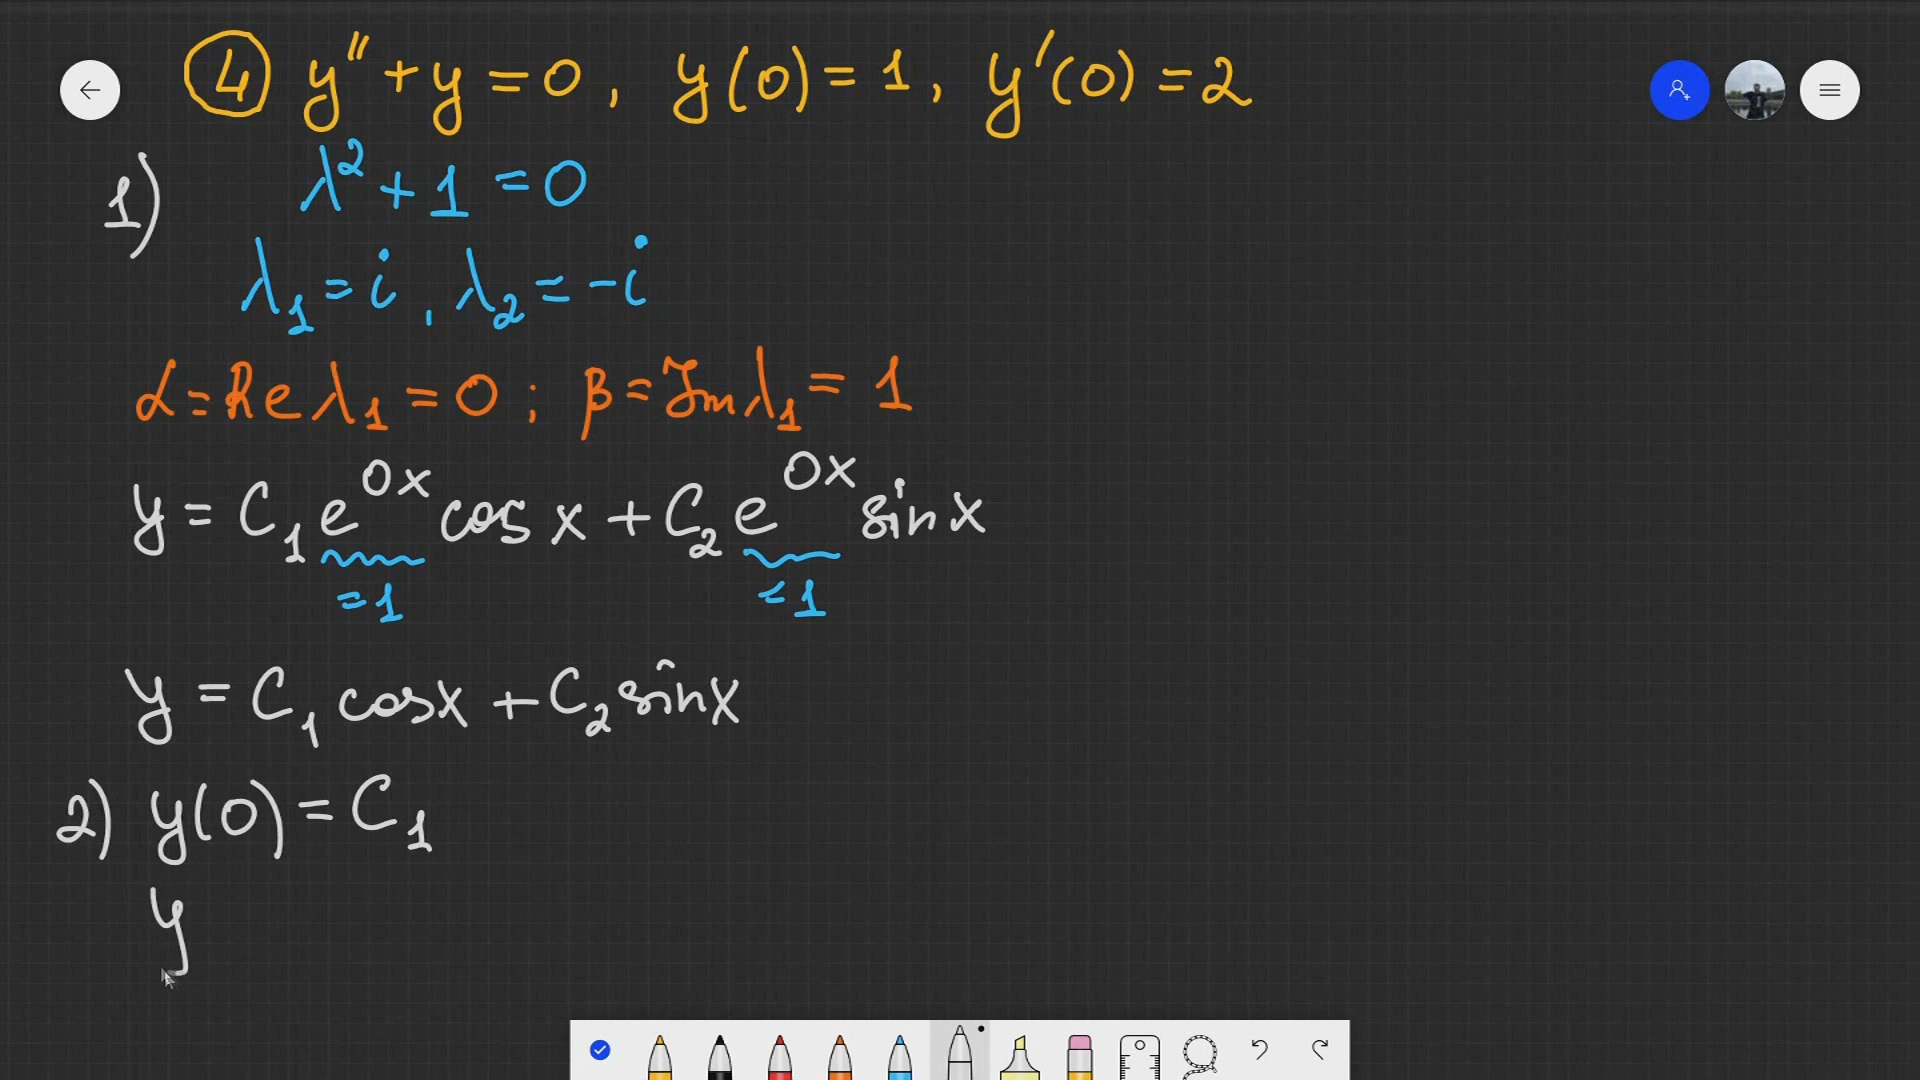 ④ y'' + y = 0 , y(0) = 1 , y'(0) = 2
1) λ² + 1 = 0
λ₁ = i , λ₂ = -i
α = Re λ₁ = 0 ; β = Im λ₁ = 1
y = C₁ e^{0x} cos x + C₂ e^{0x} sin x
= 1 = 1
y = C₁ cos x + C₂ sin x
2) y(0) = C₁
y